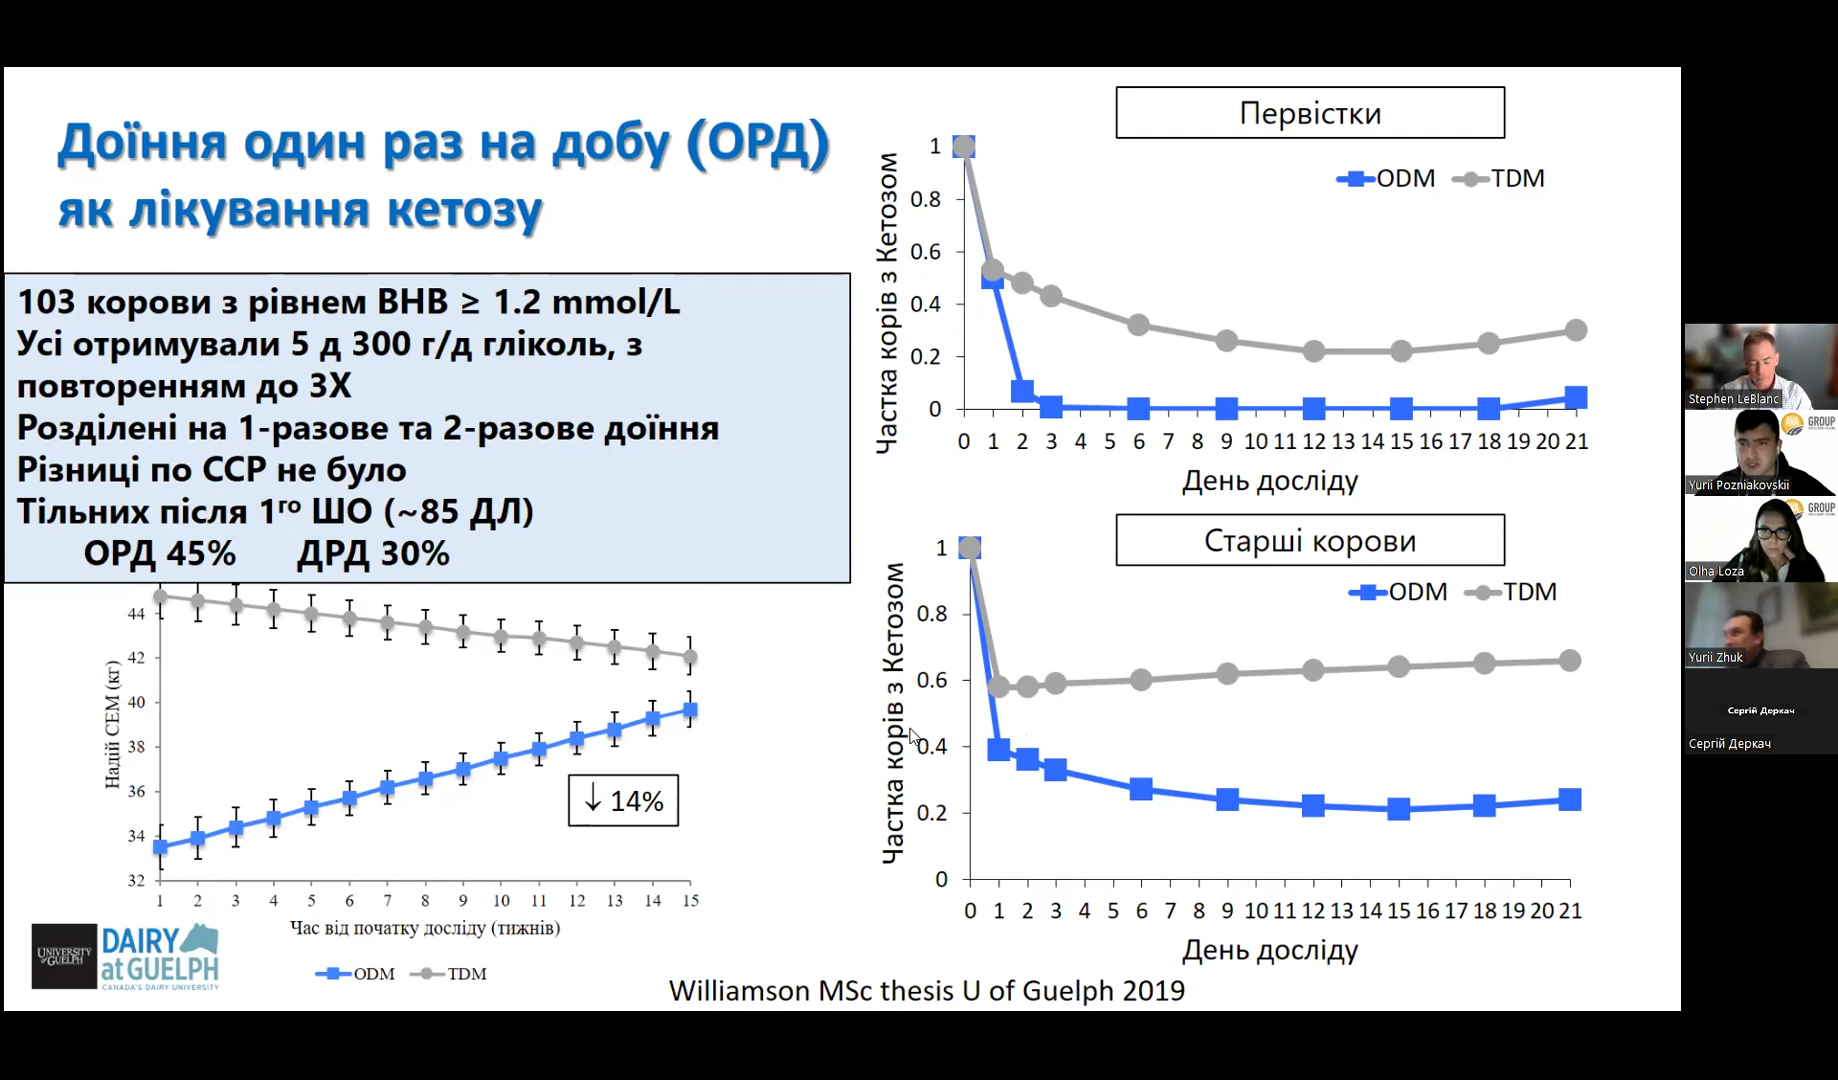 Доїння один раз на добу (ОРД)
як лікування кетозу
103 корови з рівнем ВНВ ≥ 1.2 mmol/L
Усі отримували 5 д 300 г/д гліколь, з
повторенням до 3Х
Розділені на 1-разове та 2-разове доїння
Різниці по ССР не було
Тільних після 1го ШО (~85 ДЛ)
ОРД 45% ДРД 30%
44
42
40
38
36
34
32
Надій СЕМ (кг)
↓ 14%
1 2 3 4 5 6 7 8 9 10 11 12 13 14 15
Час від початку досліду (тижнів)
ODM TDM
UNIVERSITY
of GUELPH
DAIRY
at GUELPH
CANADA'S DAIRY UNIVERSITY
Первістки
ODM TDM
Частка корів з Кетозом
1
0.8
0.6
0.4
0.2
0
0 1 2 3 4 5 6 7 8 9 10 11 12 13 14 15 16 17 18 19 20 21
День досліду
Старші корови
ODM TDM
Частка корів з Кетозом
1
0.8
0.6
0.4
0.2
0
0 1 2 3 4 5 6 7 8 9 10 11 12 13 14 15 16 17 18 19 20 21
День досліду
Williamson MSc thesis U of Guelph 2019
Stephen LeBlanc
GROUP
Yurii Pozniakovskii
GROUP
Olha Loza
Yurii Zhuk
Сергій Деркач
Сергій Деркач